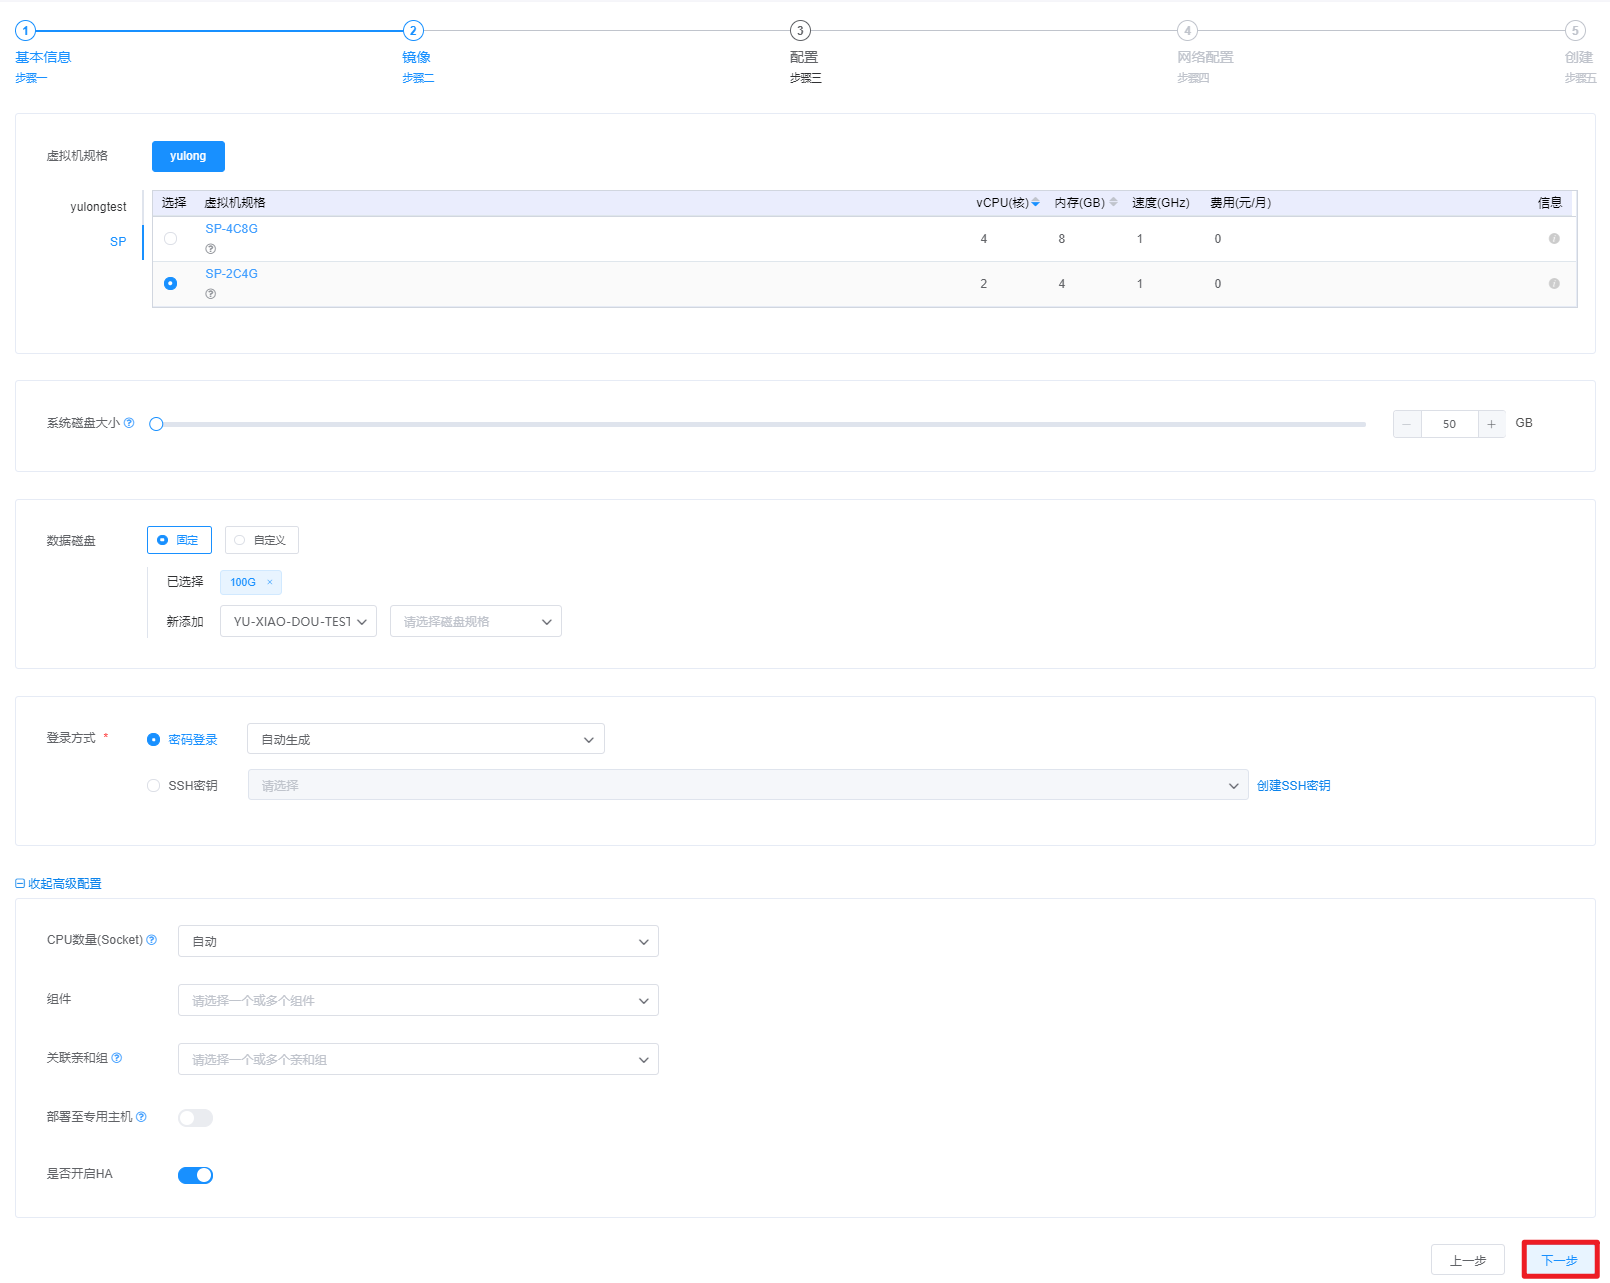 1 2 3 4 5
基本信息 镜像 配置 网络配置 创建
步骤一 步骤二 步骤三 步骤四 步骤五
虚拟机规格 yulong
yulongtest
SP
选择 虚拟机规格 vCPU(核) 内存(GB) 速度(GHz) 费用(元/月) 信息
SP-4C8G 4 8 1 0
SP-2C4G 2 4 1 0
系统磁盘大小 50 GB
数据磁盘 固定 自定义
已选择 100G ×
新添加 YU-XIAO-DOU-TEST 请选择磁盘规格
登录方式 * 密码登录 自动生成
SSH密钥 请选择 创建SSH密钥
收起高级配置
CPU数量(Socket) 自动
组件 请选择一个或多个组件
关联亲和组 请选择一个或多个亲和组
部署至专用主机
是否开启HA
上一步 下一步